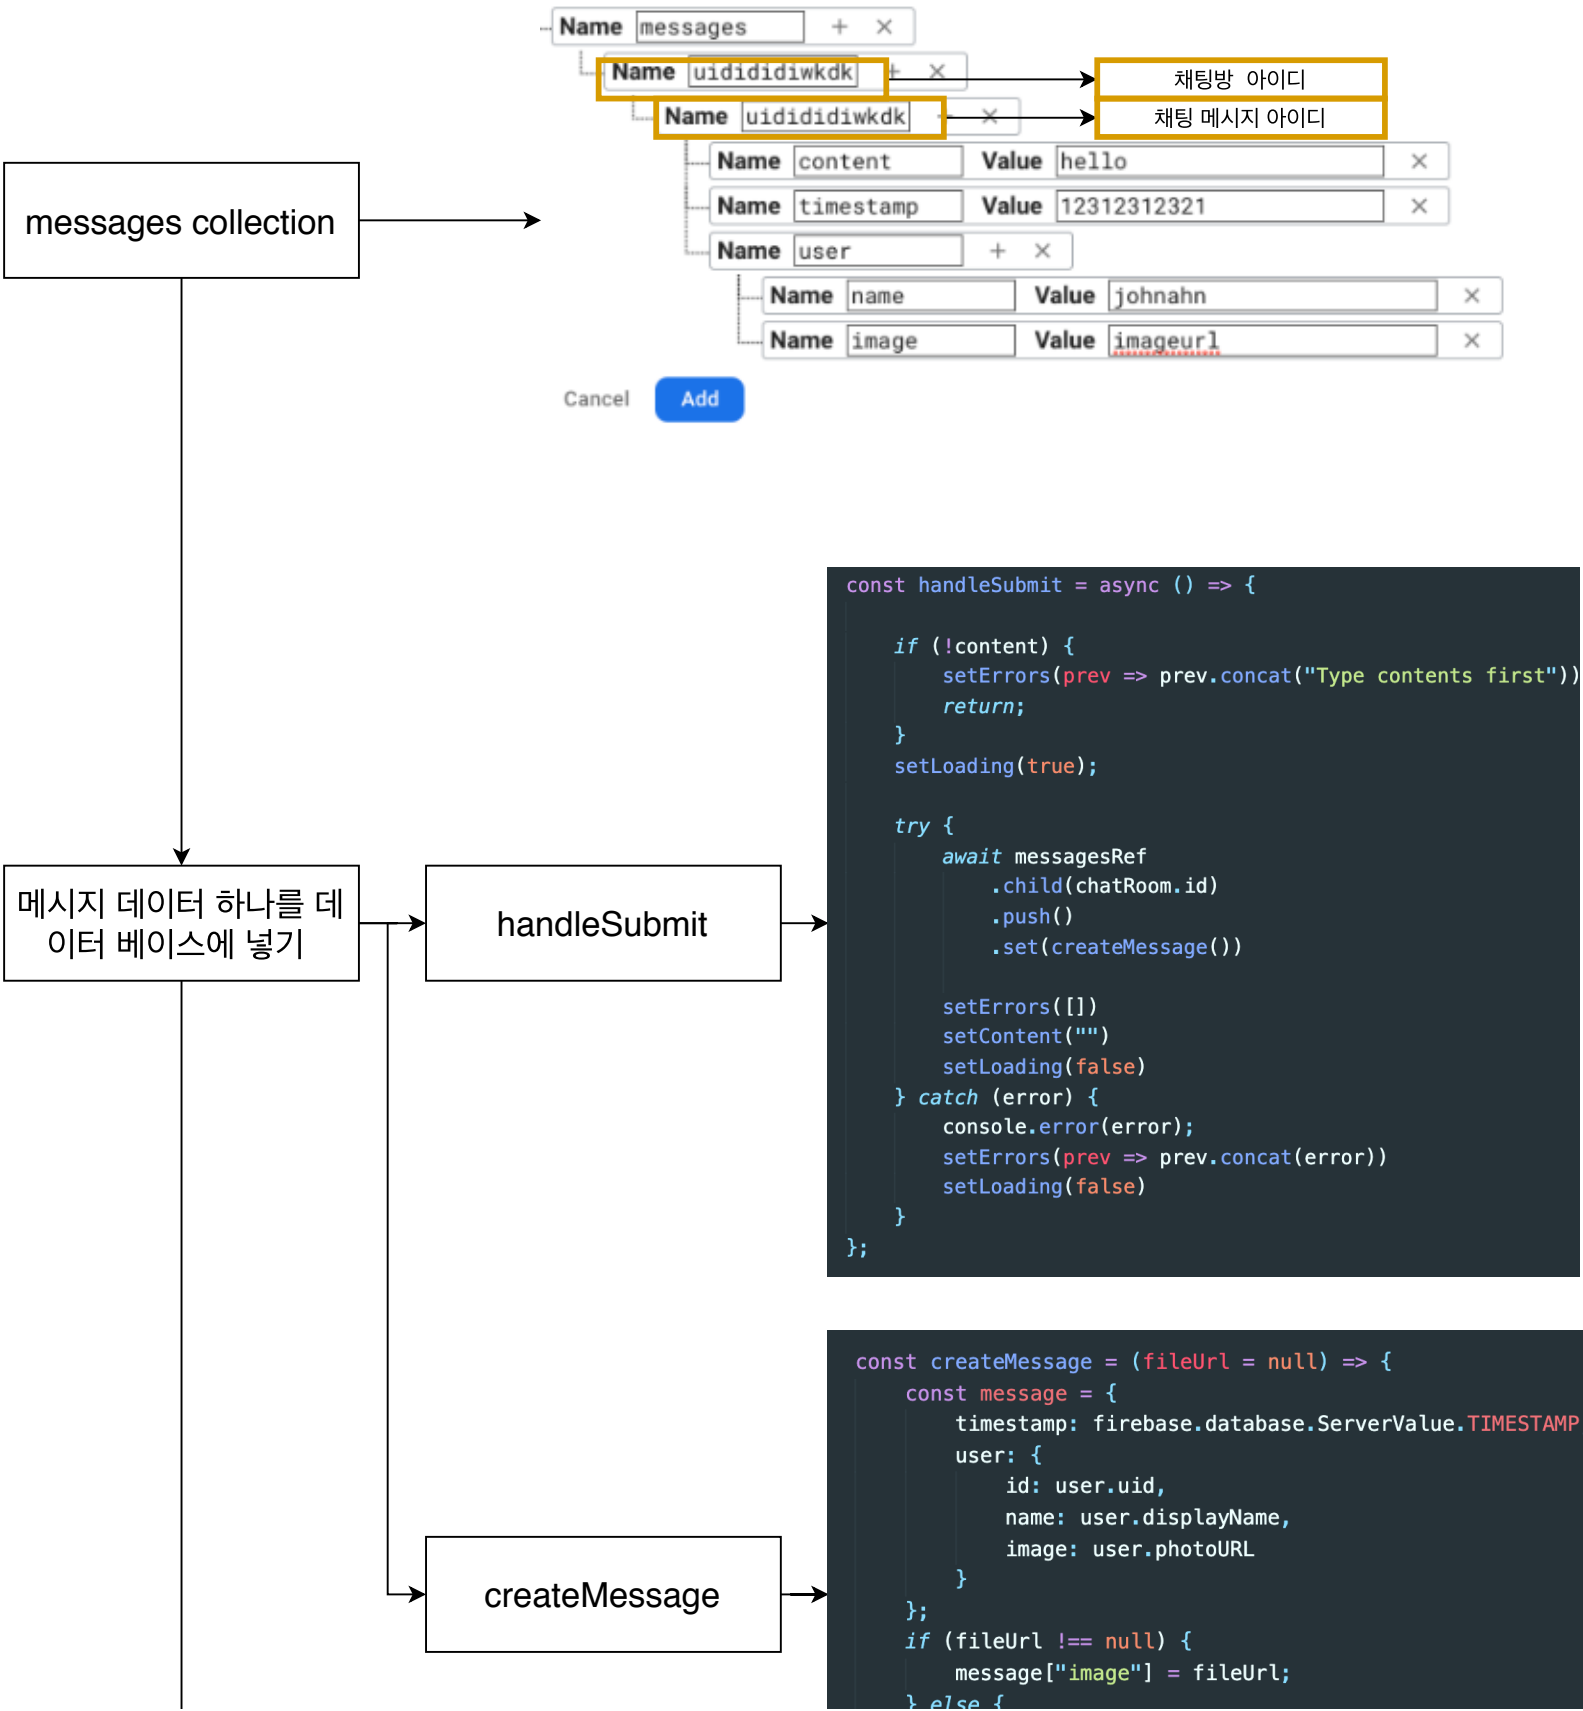 Name messages + ×
Name uidididiwkdk + ×
채팅방 아이디
Name uidididiwkdk + ×
채팅 메시지 아이디
Name content Value hello ×
Name timestamp Value 12312312321 ×
Name user + ×
Name name Value johnahn ×
Name image Value imageurl ×
Cancel Add
messages collection
메시지 데이터 하나를 데
이터 베이스에 넣기
handleSubmit
const handleSubmit = async () => {
if (!content) {
setErrors(prev => prev.concat("Type contents first"))
return;
}
setLoading(true);
try {
await messagesRef
.child(chatRoom.id)
.push()
.set(createMessage())
setErrors([])
setContent("")
setLoading(false)
} catch (error) {
console.error(error);
setErrors(prev => prev.concat(error))
setLoading(false)
}
};
createMessage
const createMessage = (fileUrl = null) => {
const message = {
timestamp: firebase.database.ServerValue.TIMESTAMP
user: {
id: user.uid,
name: user.displayName,
image: user.photoURL
}
};
if (fileUrl !== null) {
message["image"] = fileUrl;
} else {